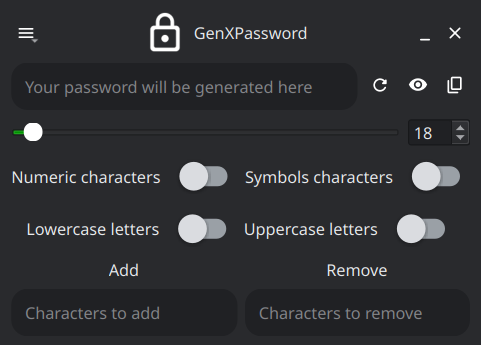 GenXPassword
Your password will be generated here
18
Numeric characters Symbols characters
Lowercase letters Uppercase letters
Add Remove
Characters to add Characters to remove